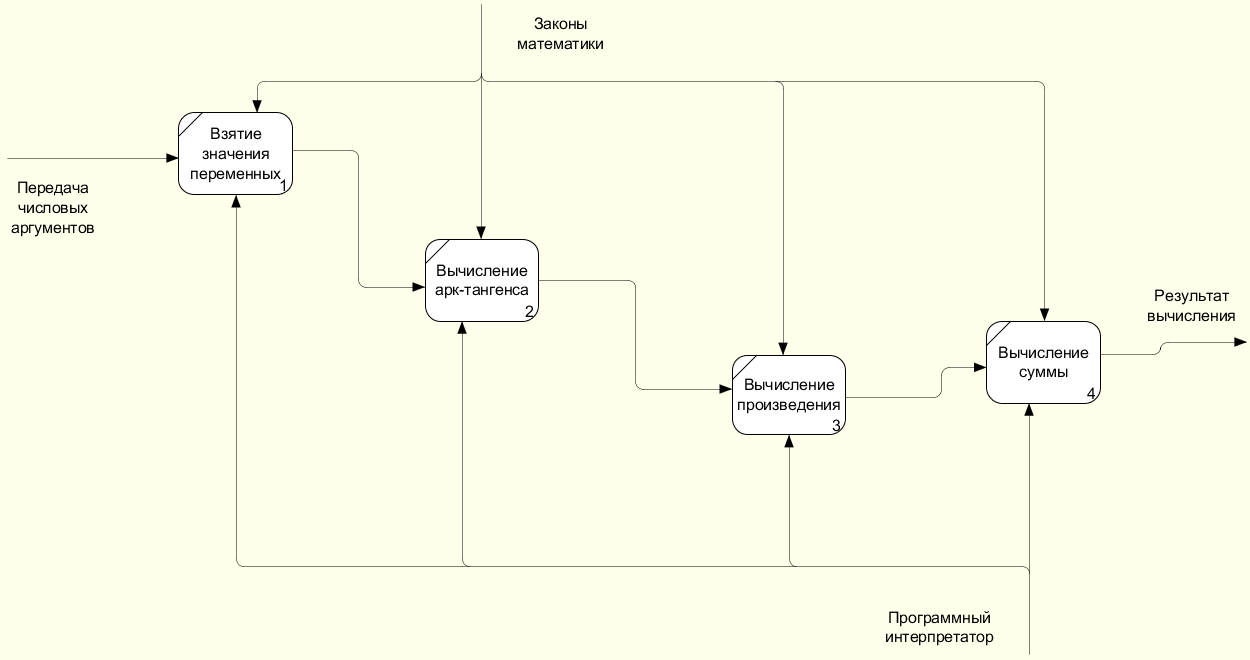 Законы
математики
Взятие
значения
переменных
1
Передача
числовых
аргументов
Вычисление
арк-тангенса
2
Вычисление
произведения
3
Вычисление
суммы
4
Результат
вычисления
Программный
интерпретатор